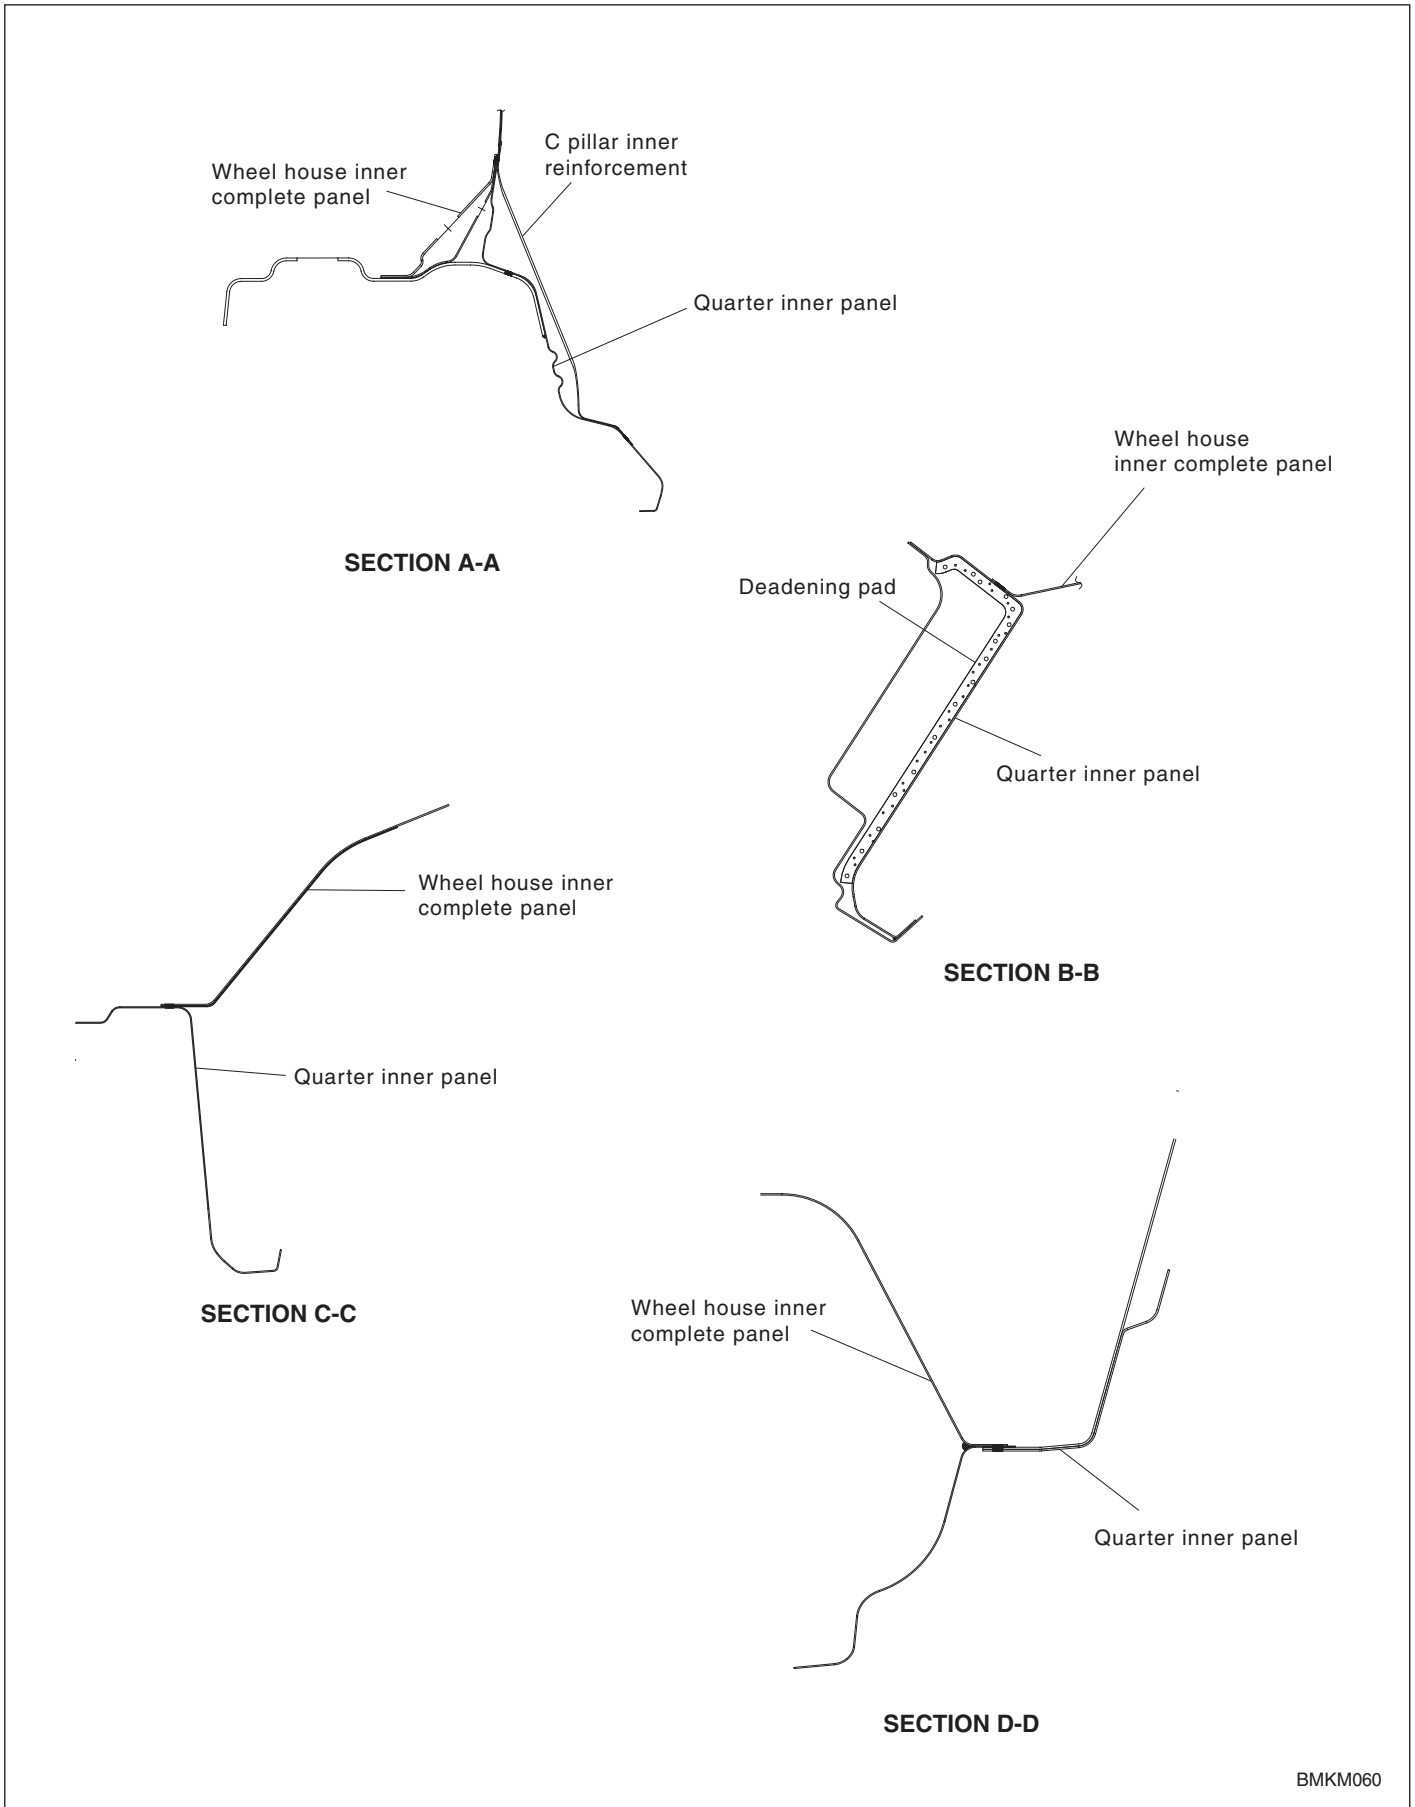 C pillar inner
reinforcement
Wheel house inner
complete panel
Quarter inner panel
SECTION A-A
Wheel house
inner complete panel
Deadening pad
Quarter inner panel
SECTION B-B
Wheel house inner
complete panel
Quarter inner panel
SECTION C-C
Wheel house inner
complete panel
Quarter inner panel
SECTION D-D
BMKM060